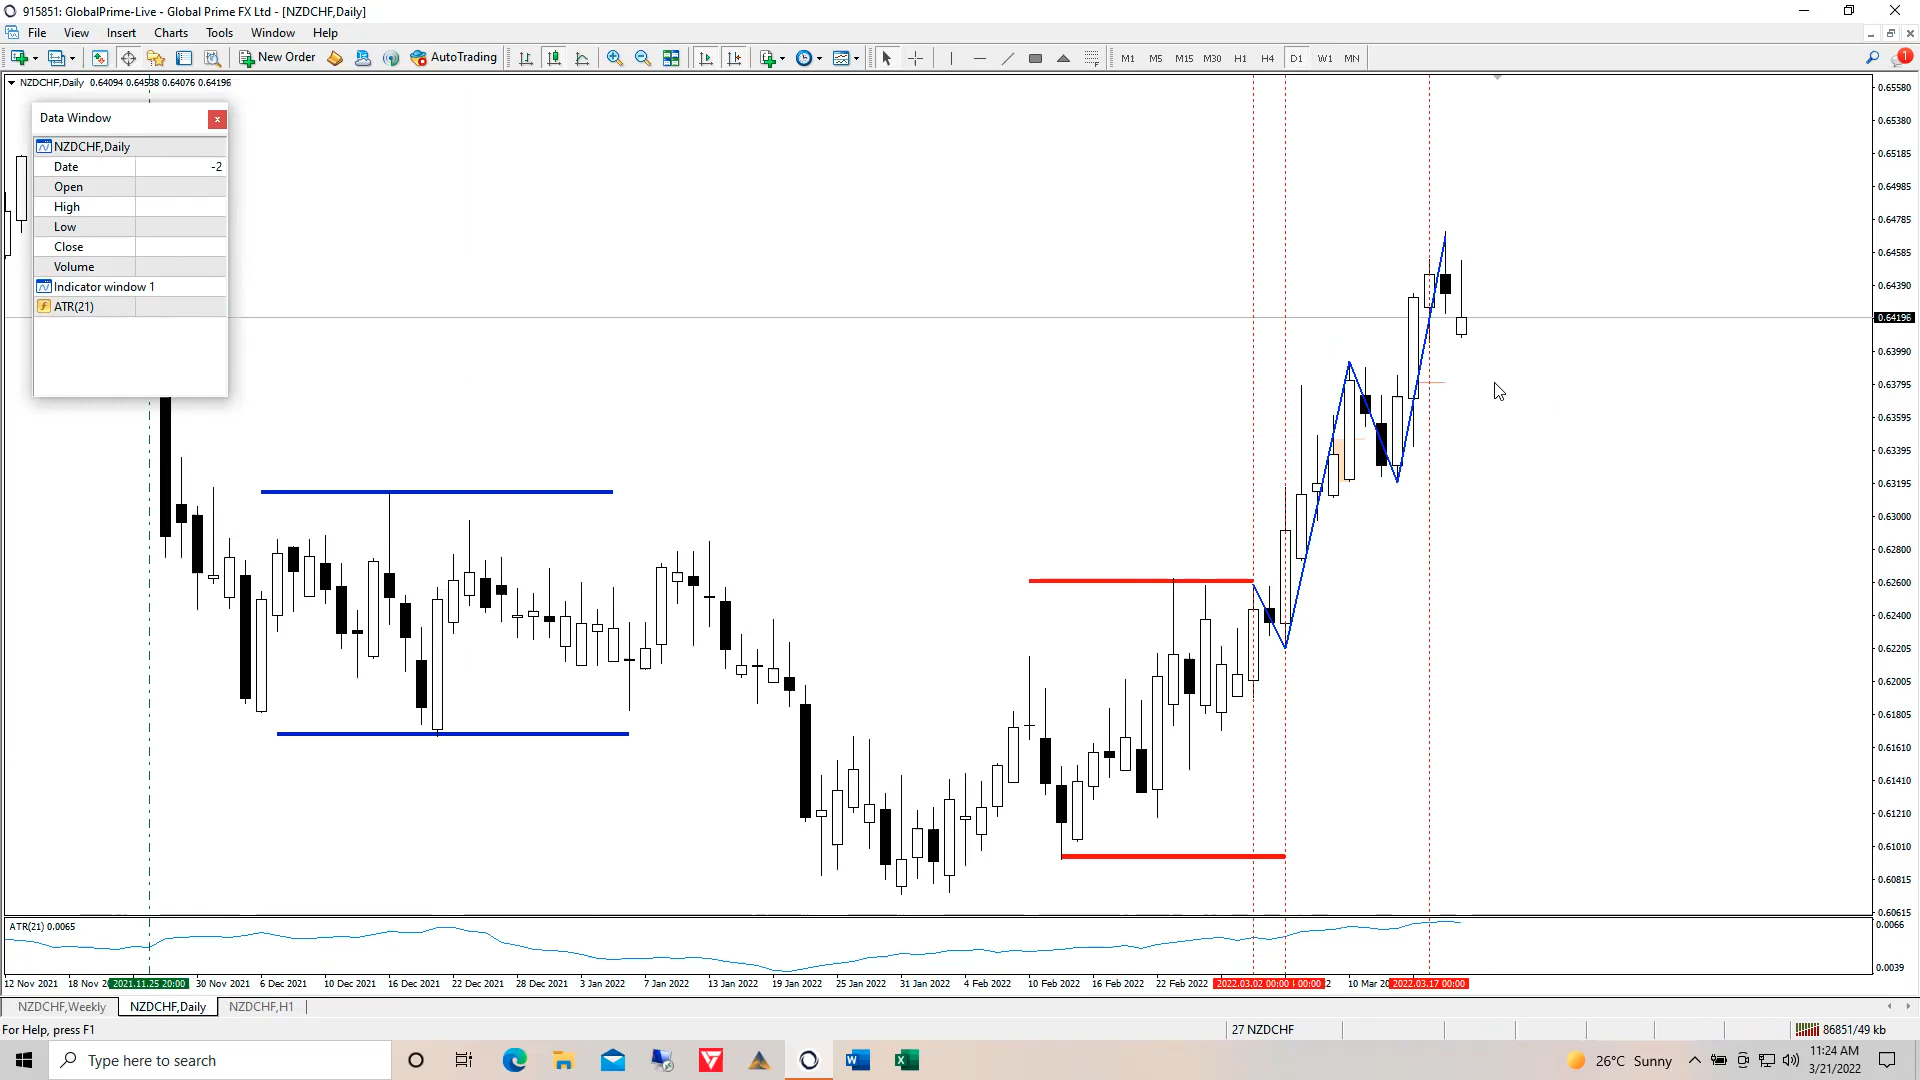 915851: GlobalPrime-Live - Global Prime FX Ltd - [NZDCHF,Daily]
File View Insert Charts Tools Window Help
New Order AutoTrading M1 M5 M15 M30 H1 H4 D1 W1 MN 1
NZDCHF,Daily 0.64094 0.64538 0.64076 0.64196
Data Window
NZDCHF,Daily
Date -2
Open
High
Low
Close
Volume
Indicator window 1
ATR(21)
0.65580
0.65380
0.65185
0.64985
0.64785
0.64585
0.64390
0.64196
0.63990
0.63795
0.63595
0.63395
0.63195
0.63000
0.62800
0.62600
0.62400
0.62205
0.62005
0.61805
0.61610
0.61410
0.61210
0.61010
0.60815
0.60615
ATR(21) 0.0065
0.0066
0.0039
12 Nov 2021 18 Nov 2021.11.25 20:00 30 Nov 2021 6 Dec 2021 10 Dec 2021 16 Dec 2021 22 Dec 2021 28 Dec 2021 3 Jan 2022 7 Jan 2022 13 Jan 2022 19 Jan 2022 25 Jan 2022 31 Jan 2022 4 Feb 2022 10 Feb 2022 16 Feb 2022 22 Feb 2022 2022.03.02 00:00 00:00 2 10 Mar 2022.03.17 00:00
NZDCHF,Weekly NZDCHF,Daily NZDCHF,H1
For Help, press F1 27 NZDCHF 86851/49 kb
Type here to search 26°C Sunny 11:24 AM
3/21/2022